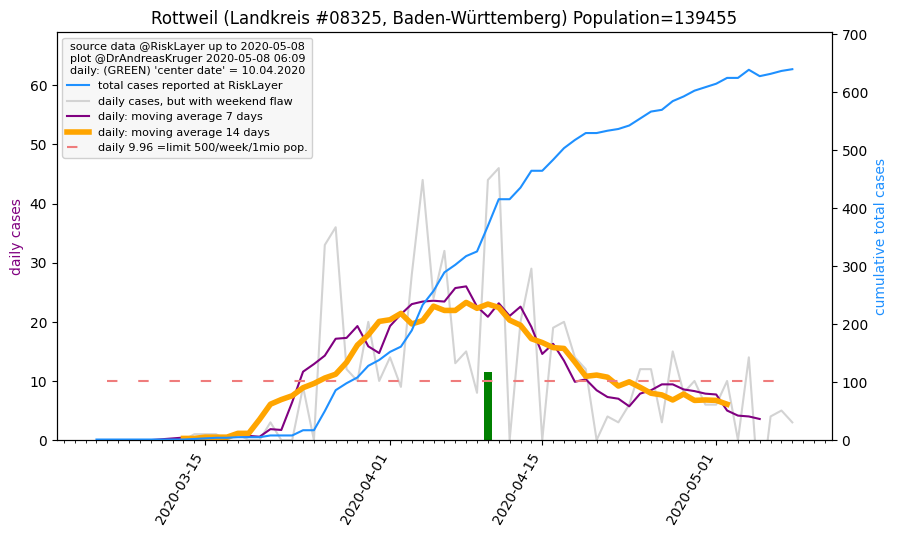 Rottweil (Landkreis #08325, Baden-Württemberg) Population=139455
source data @RiskLayer up to 2020-05-08
plot @DrAndreasKruger 2020-05-08 06:09
daily: (GREEN) 'center date' = 10.04.2020
total cases reported at RiskLayer
daily cases, but with weekend flaw
daily: moving average 7 days
daily: moving average 14 days
daily 9.96 =limit 500/week/1mio pop.
daily cases
60
50
40
30
20
10
0
cumulative total cases
700
600
500
400
300
200
100
0
2020-03-15
2020-04-01
2020-04-15
2020-05-01